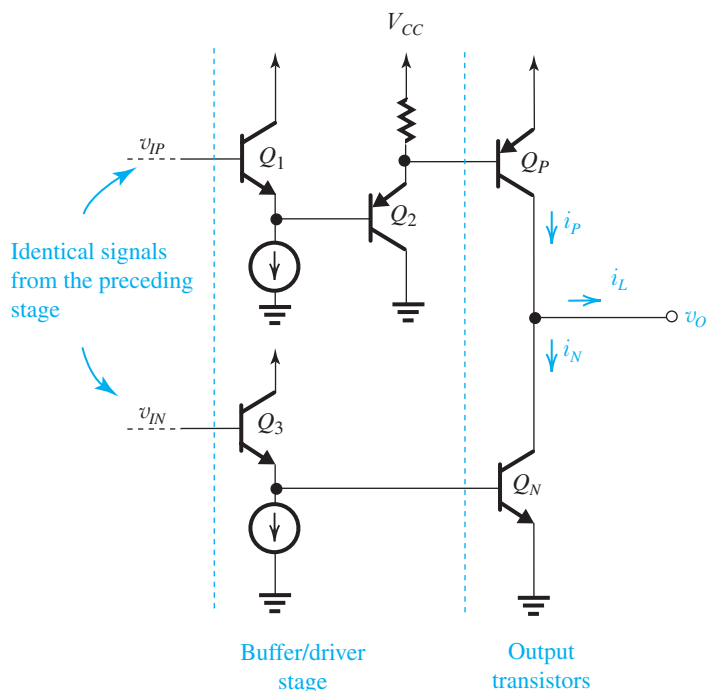 V_CC
v_IP
Q_1
Q_P
Q_2
Identical signals
from the preceding
stage
i_P
i_L
v_O
i_N
v_IN
Q_3
Q_N
Buffer/driver
stage
Output
transistors